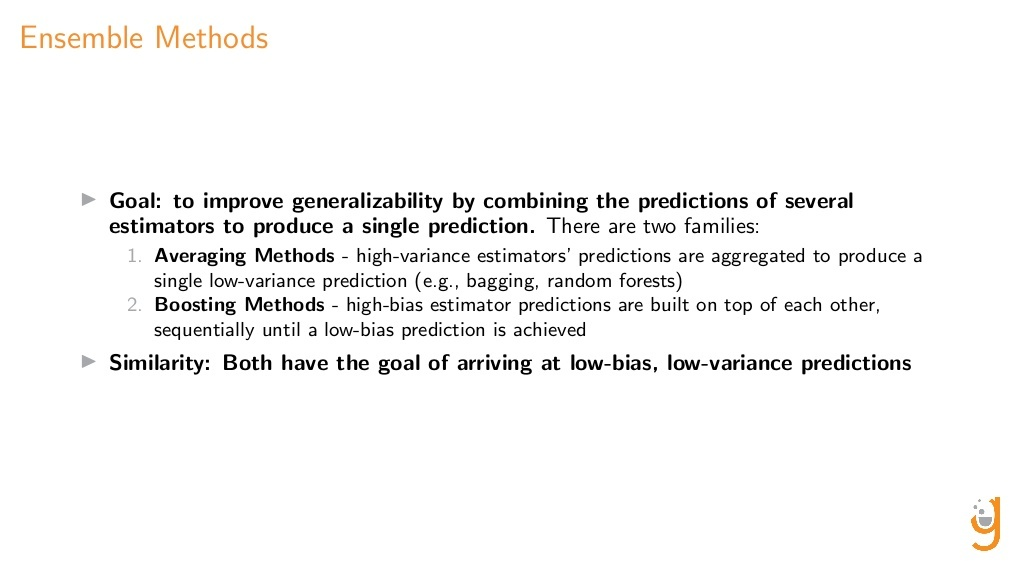 Ensemble Methods
▶ Goal: to improve generalizability by combining the predictions of several
estimators to produce a single prediction. There are two families:
1. Averaging Methods - high-variance estimators' predictions are aggregated to produce a
single low-variance prediction (e.g., bagging, random forests)
2. Boosting Methods - high-bias estimator predictions are built on top of each other,
sequentially until a low-bias prediction is achieved
▶ Similarity: Both have the goal of arriving at low-bias, low-variance predictions
g